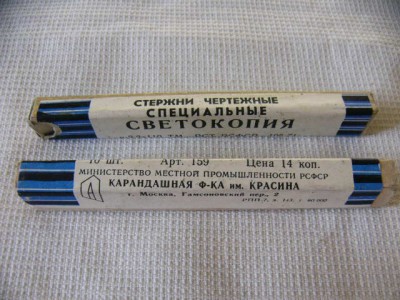 СТЕРЖНИ ЧЕРТЕЖНЫЕ
СПЕЦИАЛЬНЫЕ
СВЕТОКОПИЯ
10 шт. Арт. 159 Цена 14 коп.
МИНИСТЕРСТВО МЕСТНОЙ ПРОМЫШЛЕННОСТИ РСФСР
КАРАНДАШНАЯ Ф-КА им. КРАСИНА
г. Москва, Гамсоновский пер., 2